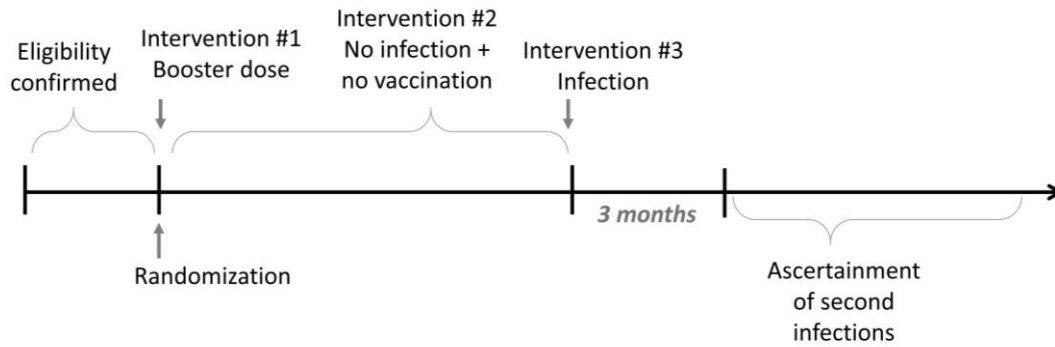 Eligibility
confirmed
Intervention #1
Booster dose
Intervention #2
No infection +
no vaccination
Intervention #3
Infection
3 months
Randomization
Ascertainment
of second
infections